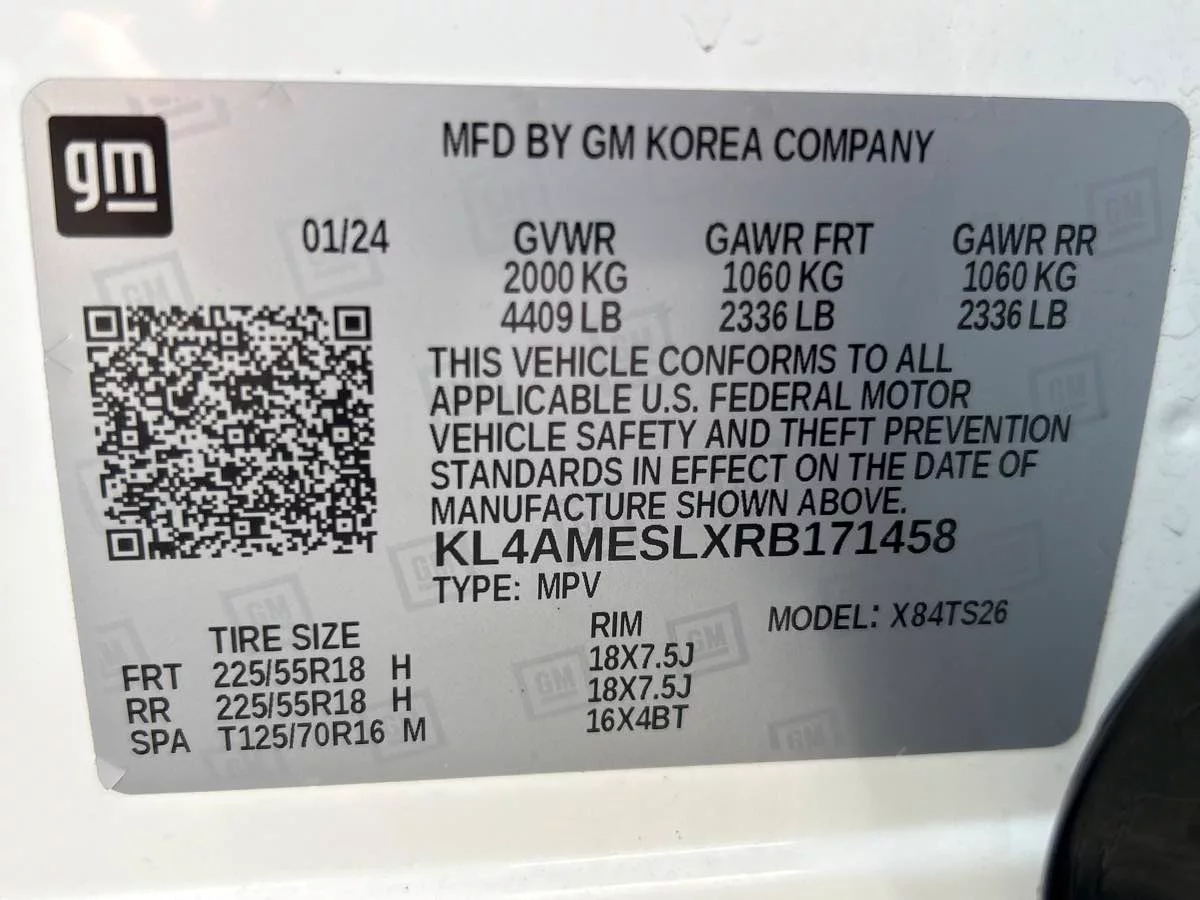 gm
MFD BY GM KOREA COMPANY
01/24
GVWR GAWR FRT GAWR RR
2000 KG 1060 KG 1060 KG
4409 LB 2336 LB 2336 LB
THIS VEHICLE CONFORMS TO ALL
APPLICABLE U.S. FEDERAL MOTOR
VEHICLE SAFETY AND THEFT PREVENTION
STANDARDS IN EFFECT ON THE DATE OF
MANUFACTURE SHOWN ABOVE.
KL4AMESLXRB171458
TYPE: MPV
TIRE SIZE RIM MODEL: X84TS26
FRT 225/55R18 H 18X7.5J
RR 225/55R18 H 18X7.5J
SPA T125/70R16 M 16X4BT